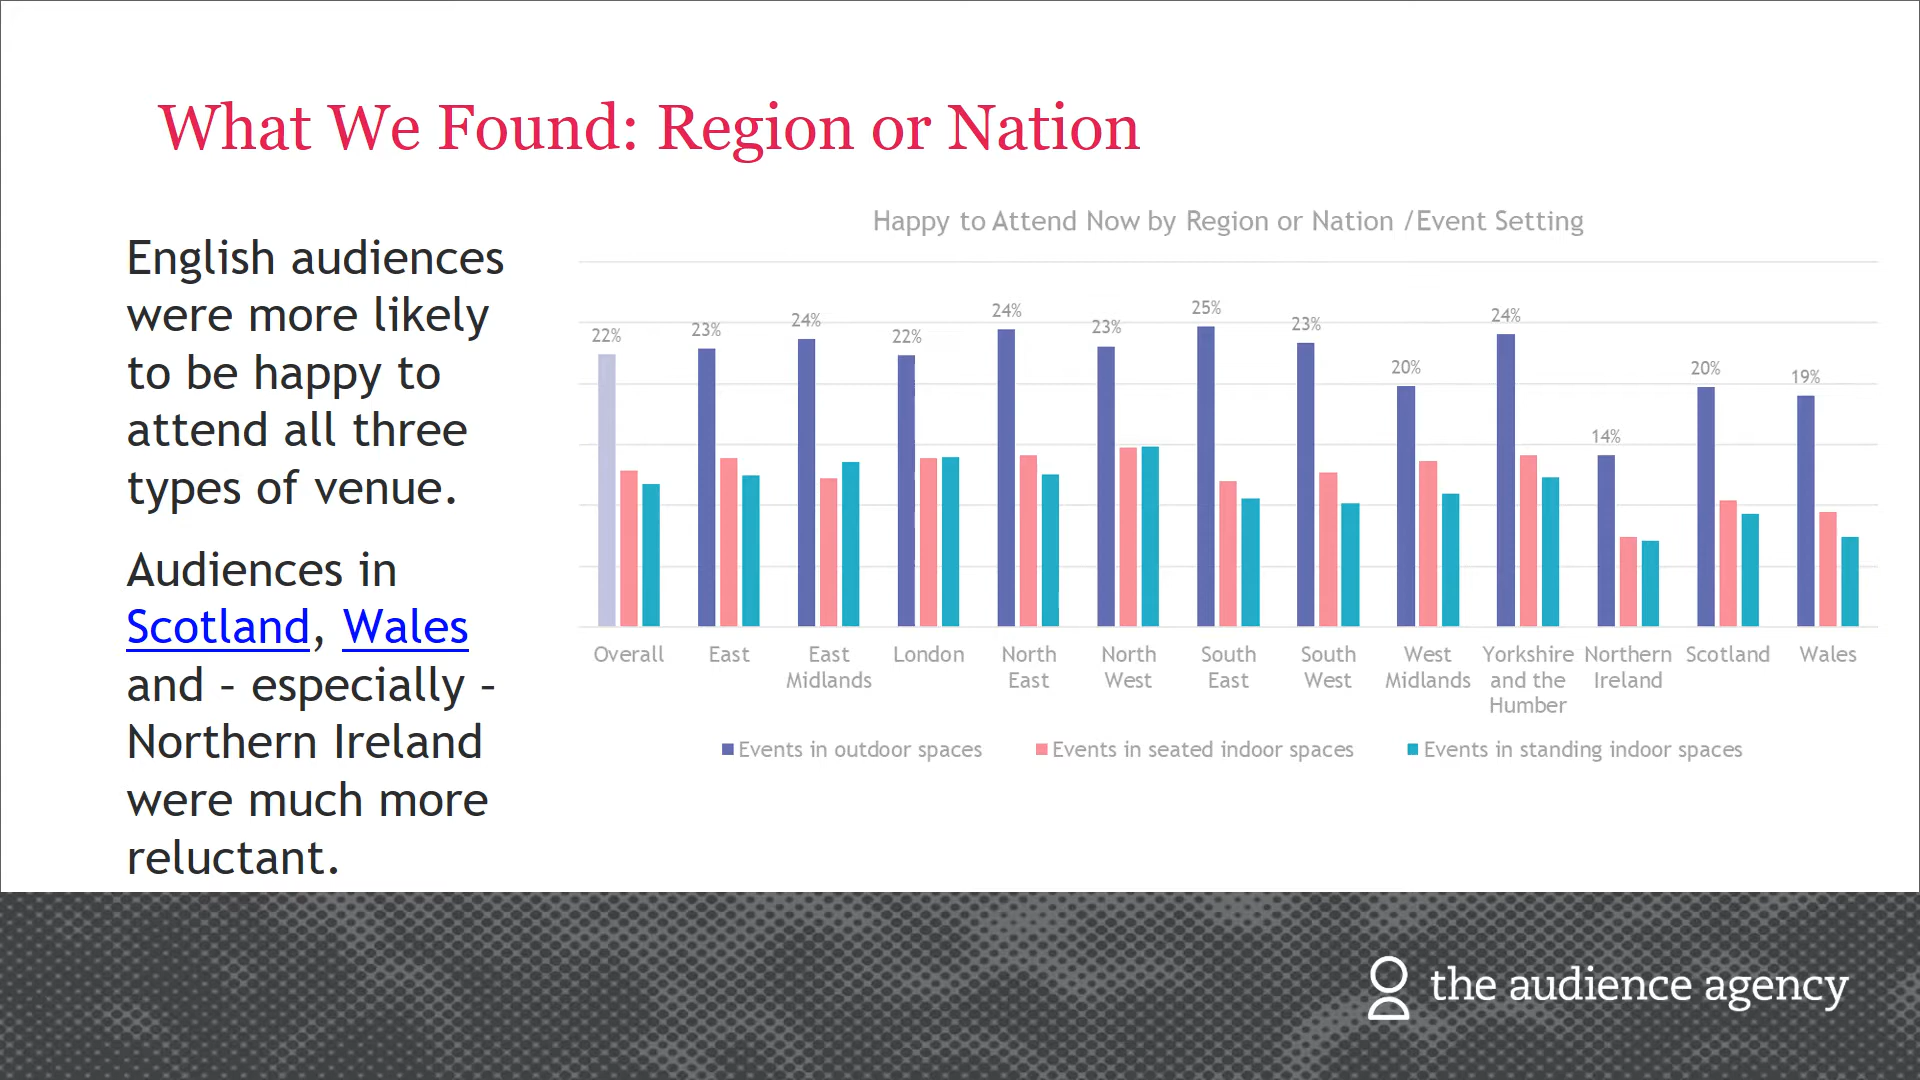 What We Found: Region or Nation
English audiences
were more likely
to be happy to
attend all three
types of venue.
Audiences in
Scotland, Wales
and – especially –
Northern Ireland
were much more
reluctant.
Happy to Attend Now by Region or Nation /Event Setting
22%
23%
24%
22%
24%
23%
25%
23%
20%
24%
14%
20%
19%
Overall
East
East
Midlands
London
North
East
North
West
South
East
South
West
West
Midlands
Yorkshire
and the
Humber
Northern
Ireland
Scotland
Wales
Events in outdoor spaces
Events in seated indoor spaces
Events in standing indoor spaces
the audience agency